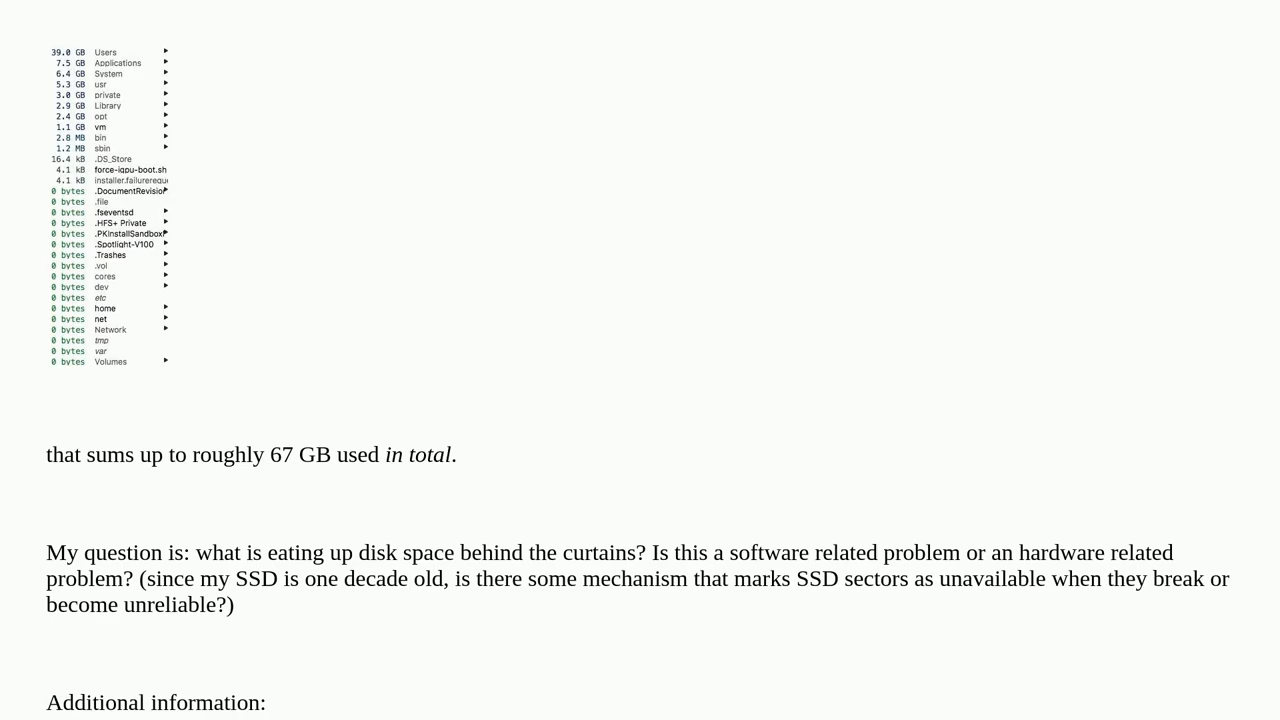 39.0 GB Users
7.5 GB Applications
6.4 GB System
5.3 GB usr
3.0 GB private
2.9 GB Library
2.4 GB opt
1.1 GB vm
2.8 MB bin
1.2 MB sbin
16.4 kB .DS_Store
4.1 kB force-igpu-boot.sh
4.1 kB installer.failurereque
0 bytes .DocumentRevision
0 bytes .file
0 bytes .fseventsd
0 bytes .HFS+ Private
0 bytes .PKInstallSandboxM
0 bytes .Spotlight-V100
0 bytes .Trashes
0 bytes .vol
0 bytes cores
0 bytes dev
0 bytes etc
0 bytes home
0 bytes net
0 bytes Network
0 bytes tmp
0 bytes var
0 bytes Volumes
that sums up to roughly 67 GB used in total.
My question is: what is eating up disk space behind the curtains? Is this a software related problem or an hardware related
problem? (since my SSD is one decade old, is there some mechanism that marks SSD sectors as unavailable when they break or
become unreliable?)
Additional information: